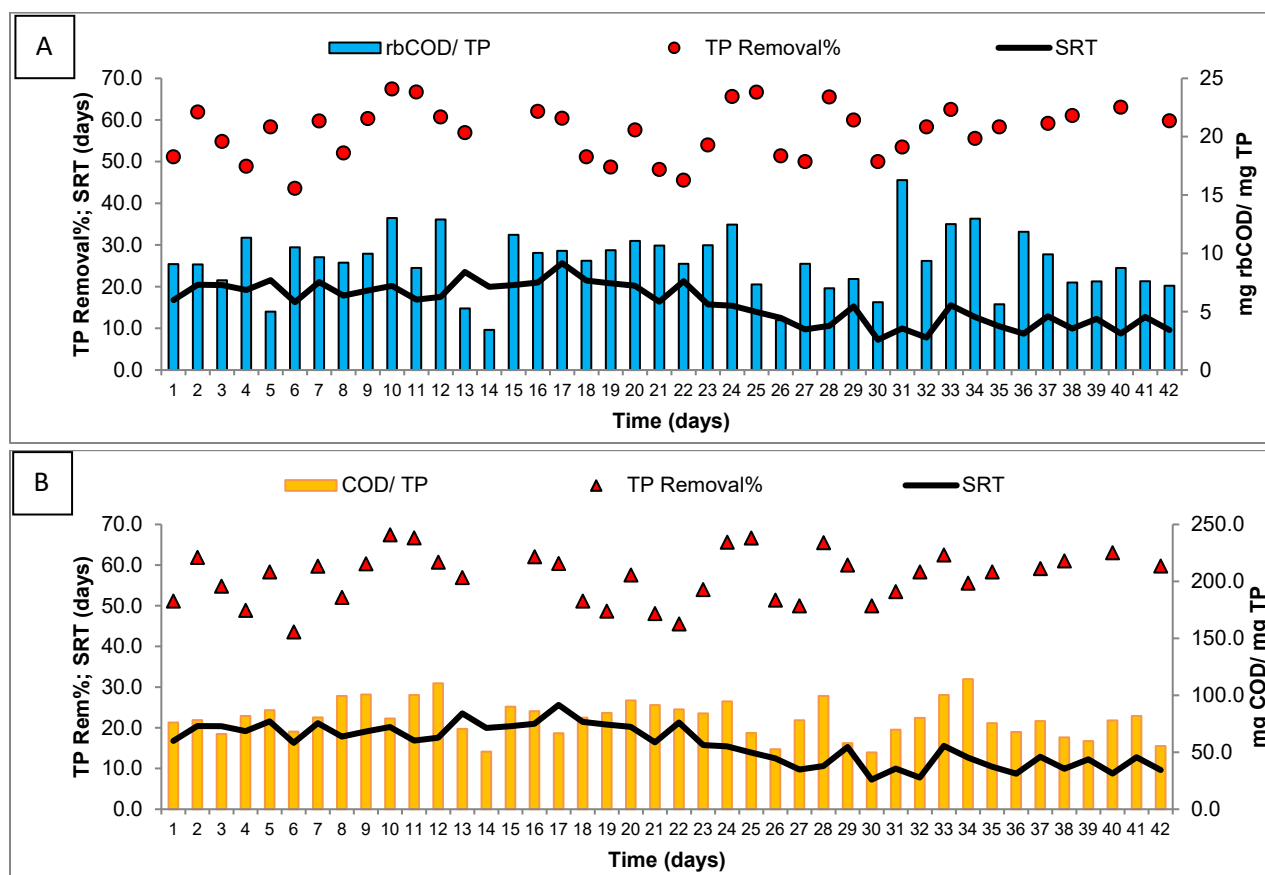 A
rbCOD/ TP
TP Removal%
SRT
TP Removal%; SRT (days)
70.0
60.0
50.0
40.0
30.0
20.0
10.0
0.0
25
20
15
10
5
0
mg rbCOD/ mg TP
1 2 3 4 5 6 7 8 9 10 11 12 13 14 15 16 17 18 19 20 21 22 23 24 25 26 27 28 29 30 31 32 33 34 35 36 37 38 39 40 41 42
Time (days)
B
COD/ TP
TP Removal%
SRT
TP Rem%; SRT (days)
70.0
60.0
50.0
40.0
30.0
20.0
10.0
0.0
250.0
200.0
150.0
100.0
50.0
0.0
mg COD/ mg TP
1 2 3 4 5 6 7 8 9 10 11 12 13 14 15 16 17 18 19 20 21 22 23 24 25 26 27 28 29 30 31 32 33 34 35 36 37 38 39 40 41 42
Time (days)